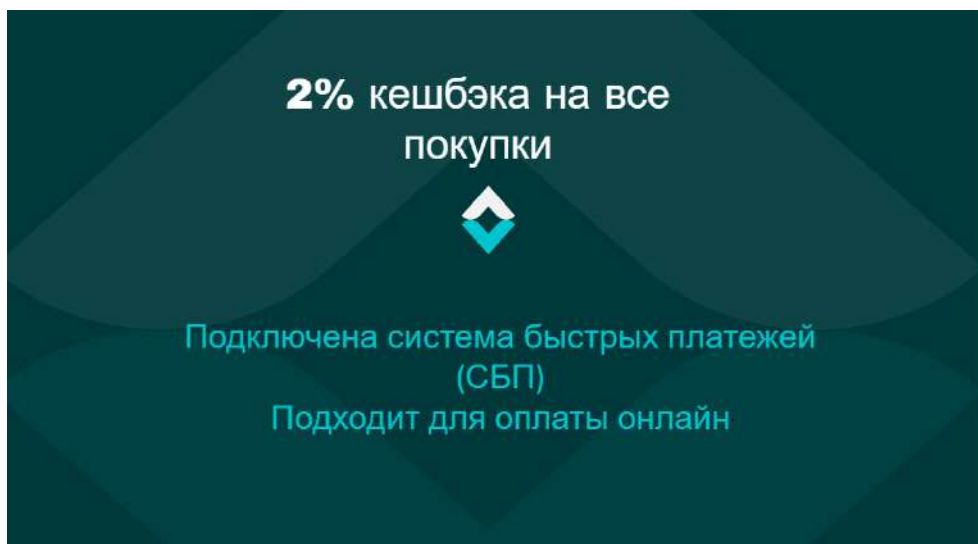 2% кешбэка на все
покупки
Подключена система быстрых платежей
(СБП)
Подходит для оплаты онлайн